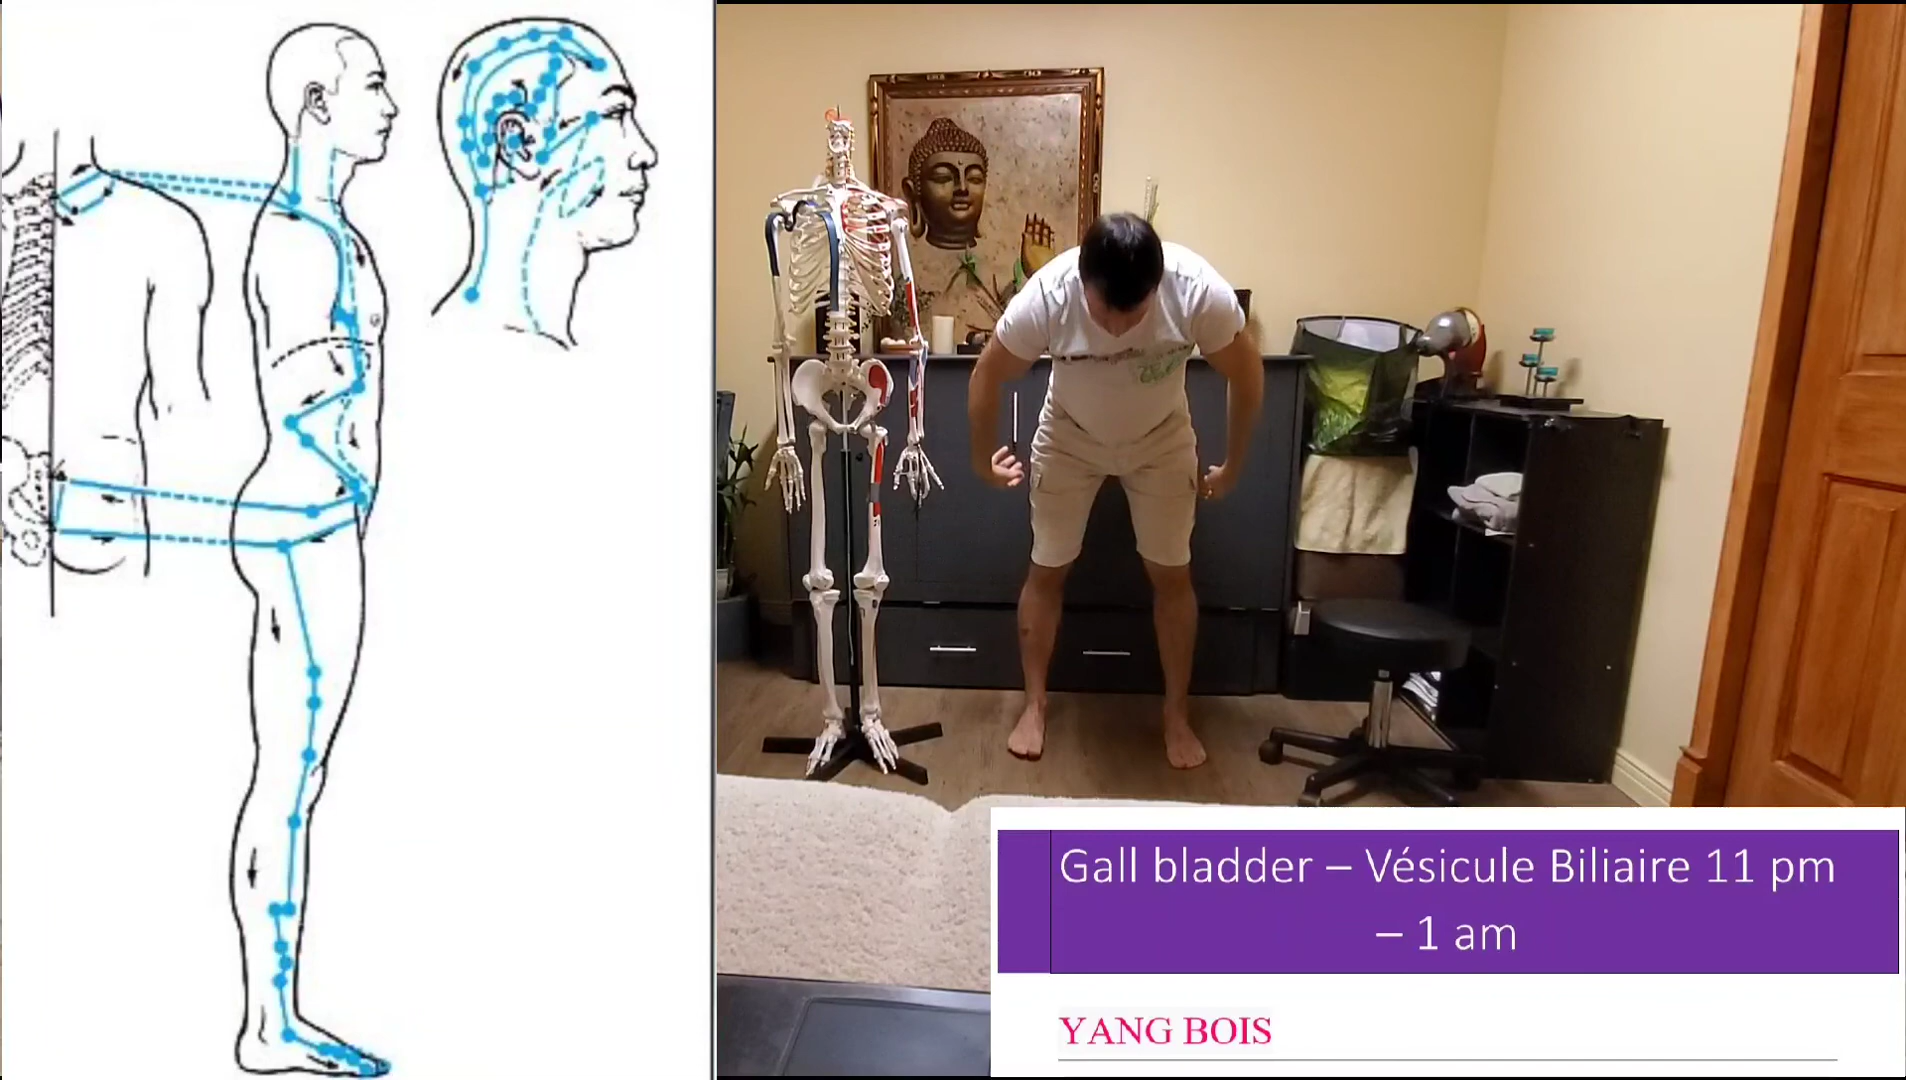 Gall bladder – Vésicule Biliaire 11 pm
– 1 am
YANG BOIS